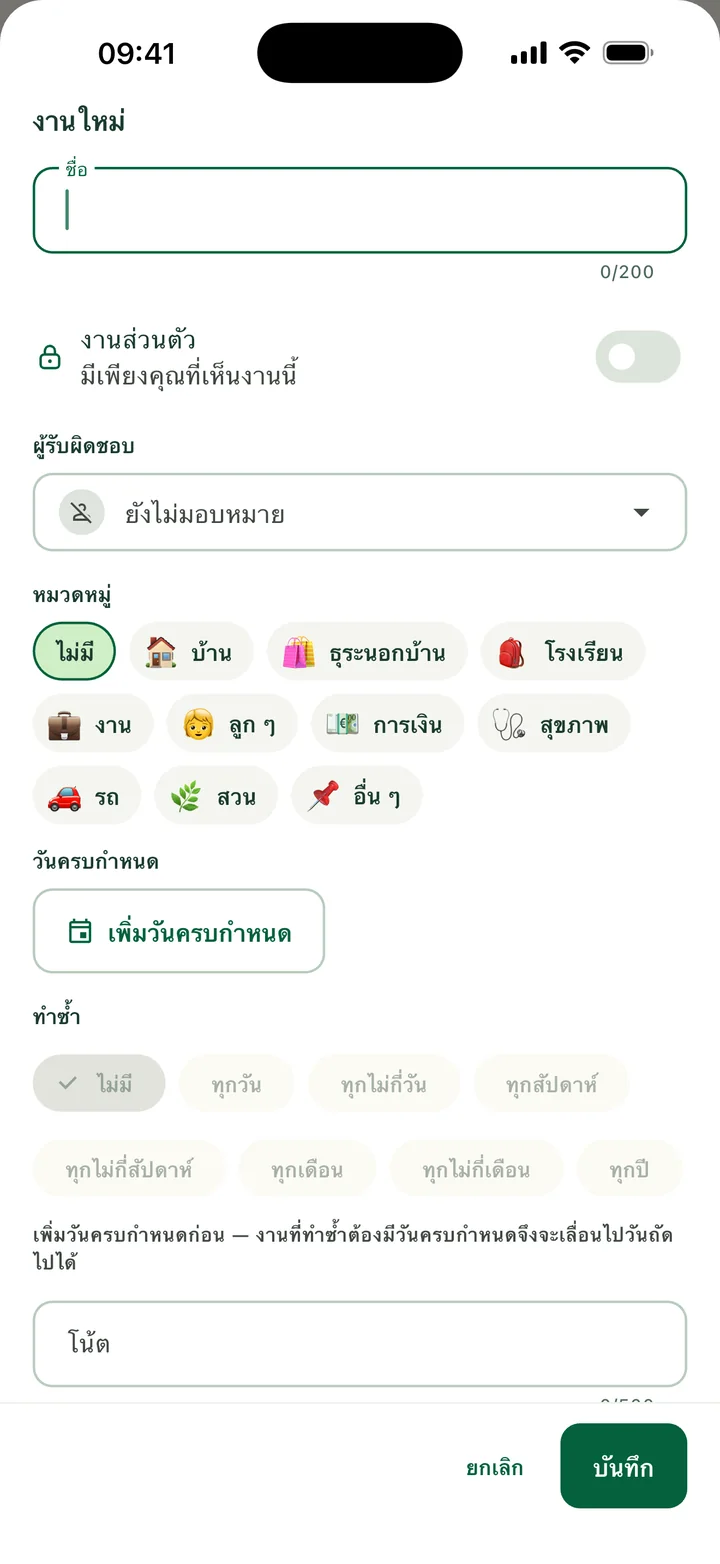 09:41
งานใหม่
ชื่อ
0/200
งานส่วนตัว
มีเพียงคุณที่เห็นงานนี้
ผู้รับผิดชอบ
ยังไม่มอบหมาย
หมวดหมู่
ไม่มี บ้าน ธุระนอกบ้าน โรงเรียน
งาน ลูก ๆ การเงิน สุขภาพ
รถ สวน อื่น ๆ
วันครบกำหนด
เพิ่มวันครบกำหนด
ทำซ้ำ
ไม่มี ทุกวัน ทุกไม่กี่วัน ทุกสัปดาห์
ทุกไม่กี่สัปดาห์ ทุกเดือน ทุกไม่กี่เดือน ทุกปี
เพิ่มวันครบกำหนดก่อน — งานที่ทำซ้ำต้องมีวันครบกำหนดจึงจะเลื่อนไปวันถัด
ไปได้
โน้ต
ยกเลิก บันทึก